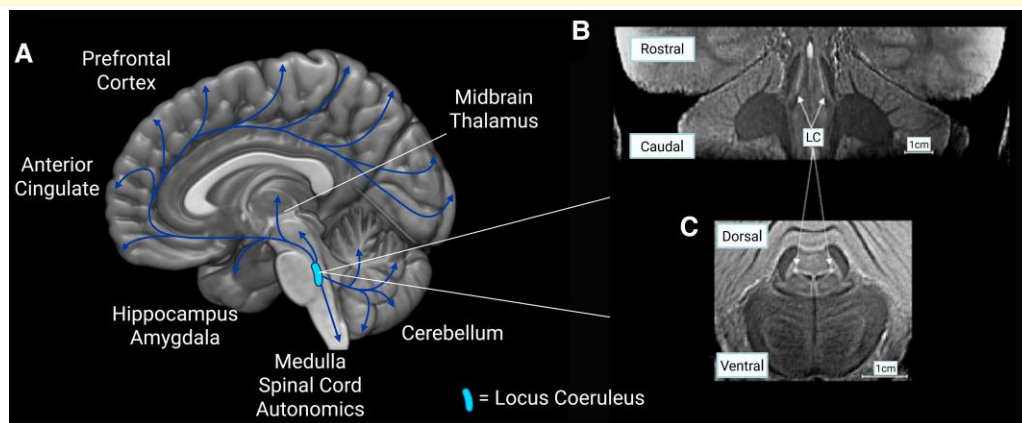 A
Prefrontal
Cortex
Midbrain
Thalamus
Anterior
Cingulate
Hippocampus
Amygdala
Cerebellum
Medulla
Spinal Cord
Autonomics
= Locus Coeruleus
B
Rostral
Caudal
LC
1cm
C
Dorsal
Ventral
1cm